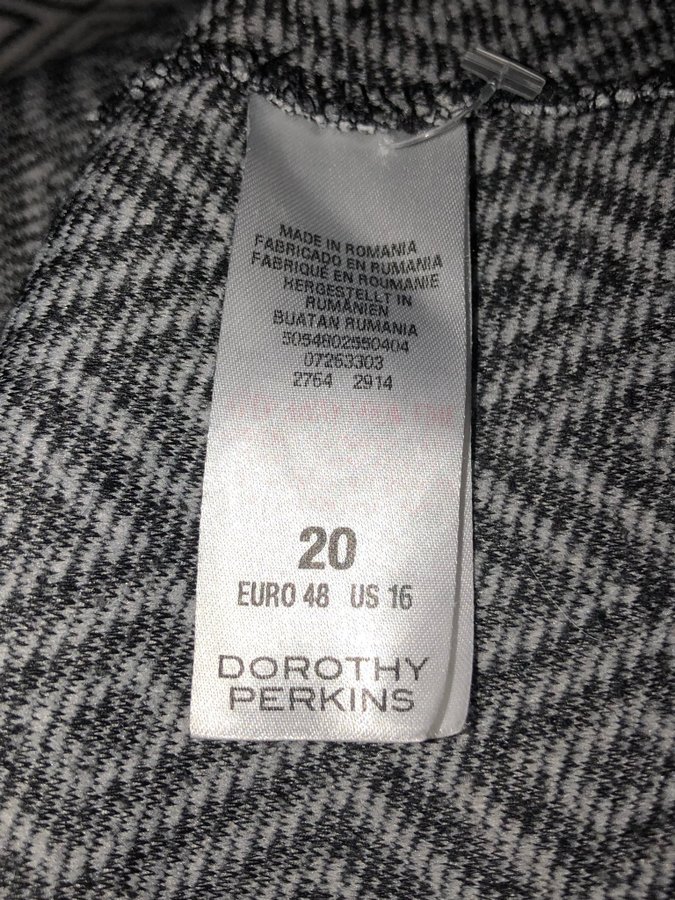 MADE IN ROMANIA
FABRICADO EN RUMANIA
FABRIQUÉ EN ROUMANIE
HERGESTELLT IN
RUMÄNIEN
BUATAN RUMANIA
5054802550404
07263303
2764 2914
20
EURO 48 US 16
DOROTHY
PERKINS